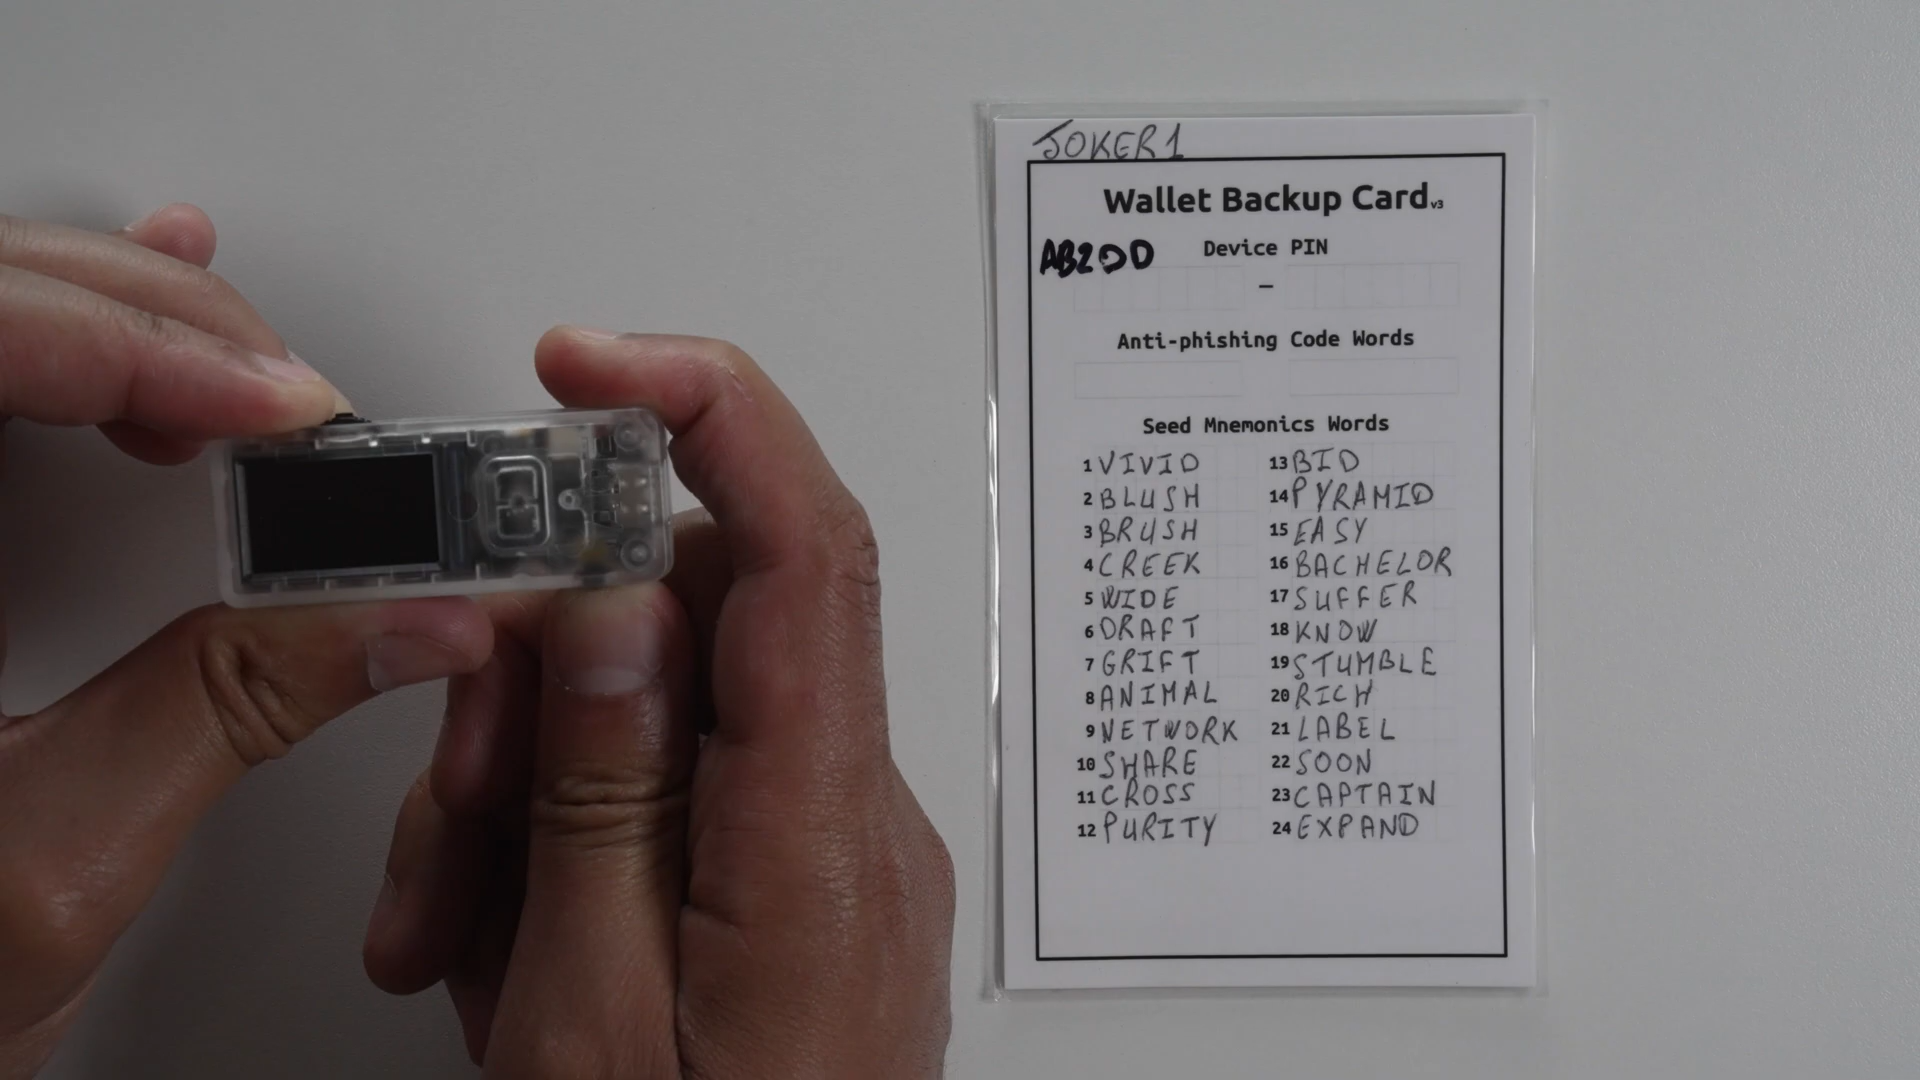 JOKER1
Wallet Backup Card v3
AB2DD
Device PIN
–
Anti-phishing Code Words
Seed Mnemonics Words
1 VIVID
2 BLUSH
3 BRUSH
4 CREEK
5 WIDE
6 DRAFT
7 GRIFT
8 ANIMAL
9 NETWORK
10 SHARE
11 CROSS
12 PURITY
13 BID
14 PYRAMID
15 EASY
16 BACHELOR
17 SUFFER
18 KNOW
19 STUMBLE
20 RICH
21 LABEL
22 SOON
23 CAPTAIN
24 EXPAND